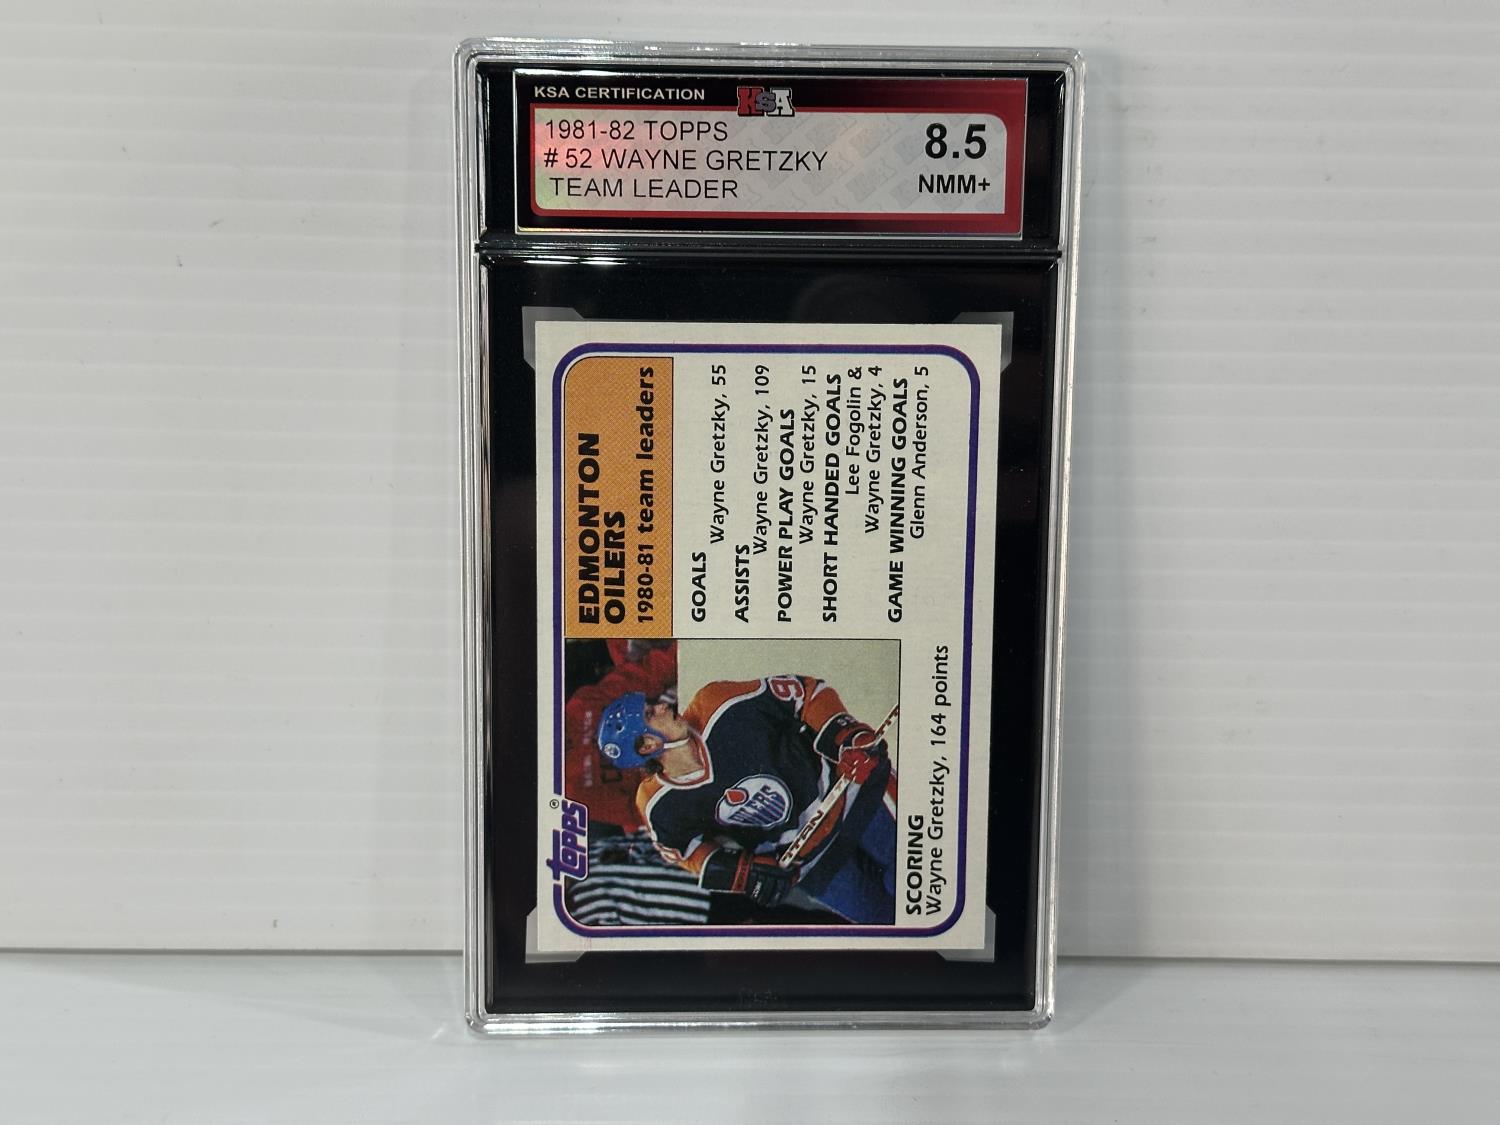 KSA CERTIFICATION
KSA
1981-82 TOPPS
# 52 WAYNE GRETZKY
TEAM LEADER
8.5
NMM+
topps®
EDMONTON
OILERS
1980-81 team leaders
GOALS
Wayne Gretzky, 55
ASSISTS
Wayne Gretzky, 109
POWER PLAY GOALS
Wayne Gretzky, 15
SHORT HANDED GOALS
Lee Fogolin &
Wayne Gretzky, 4
GAME WINNING GOALS
Glenn Anderson, 5
OILERS
TITAN
SCORING
Wayne Gretzky, 164 points